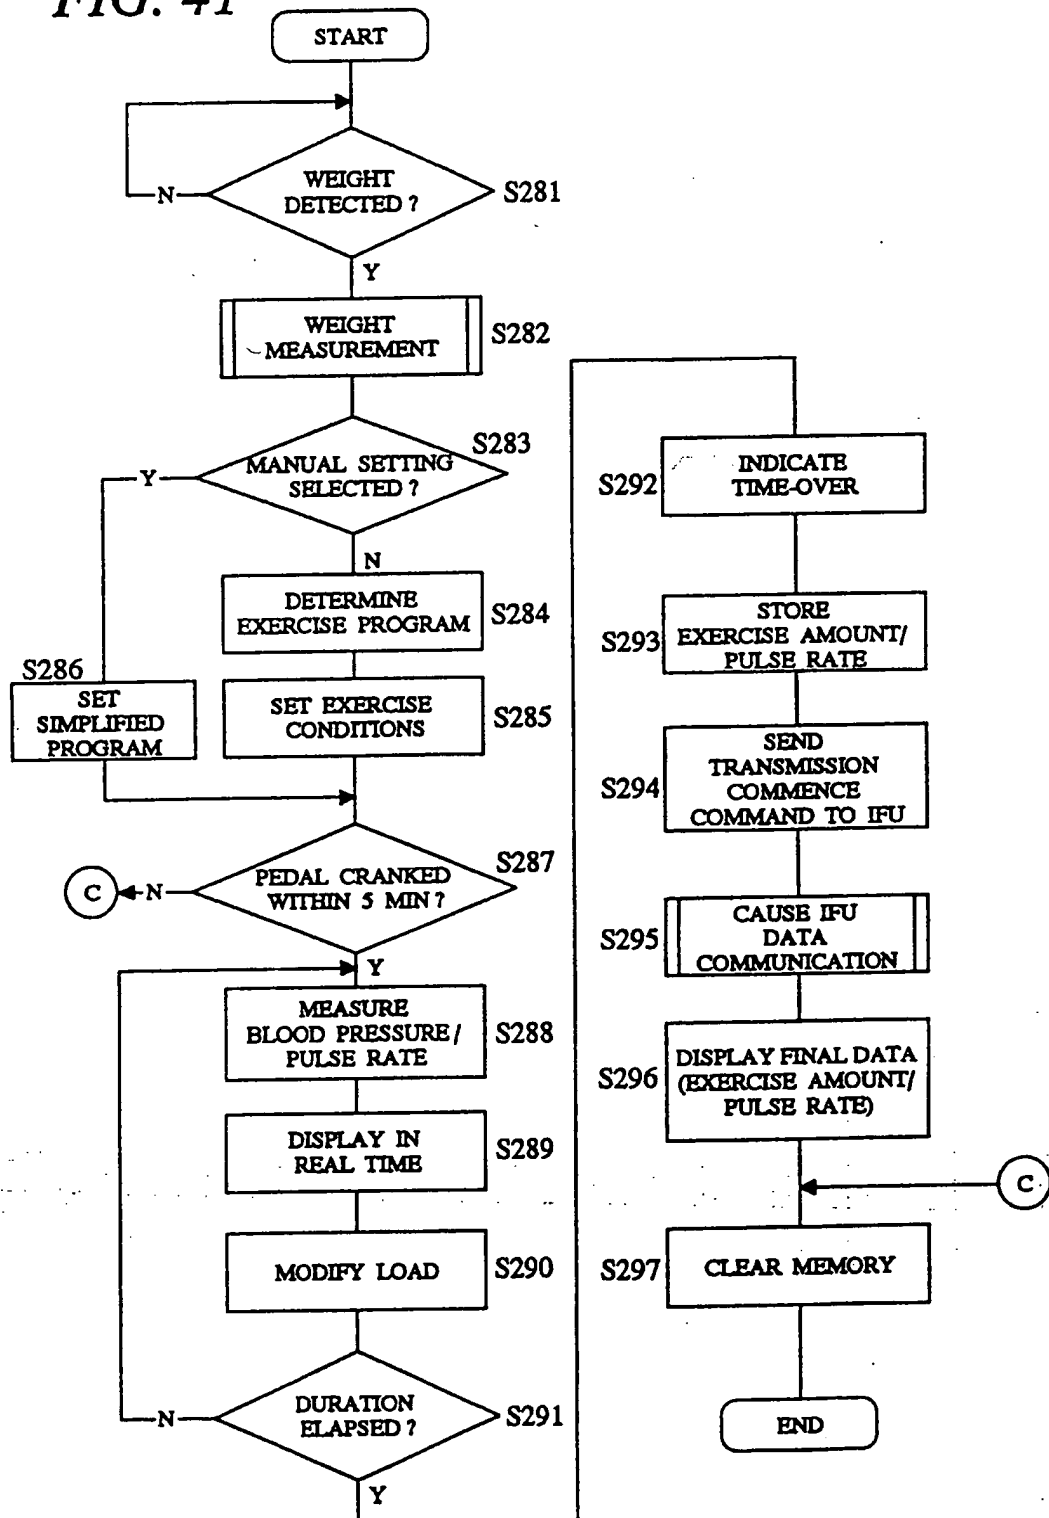 FIG. 41
START
WEIGHT
DETECTED ?
S281
N
Y
WEIGHT
MEASUREMENT
S282
S283
MANUAL SETTING
SELECTED ?
Y
N
DETERMINE
EXERCISE PROGRAM
S284
S286
SET
SIMPLIFIED
PROGRAM
SET EXERCISE
CONDITIONS
S285
S287
PEDAL CRANKED
WITHIN 5 MIN ?
N
C
Y
MEASURE
BLOOD PRESSURE /
PULSE RATE
S288
DISPLAY IN
REAL TIME
S289
MODIFY LOAD
S290
DURATION
ELAPSED ?
S291
N
Y
S292
INDICATE
TIME-OVER
S293
STORE
EXERCISE AMOUNT/
PULSE RATE
S294
SEND
TRANSMISSION
COMMENCE
COMMAND TO IFU
S295
CAUSE IFU
DATA
COMMUNICATION
S296
DISPLAY FINAL DATA
(EXERCISE AMOUNT/
PULSE RATE)
C
S297
CLEAR MEMORY
END